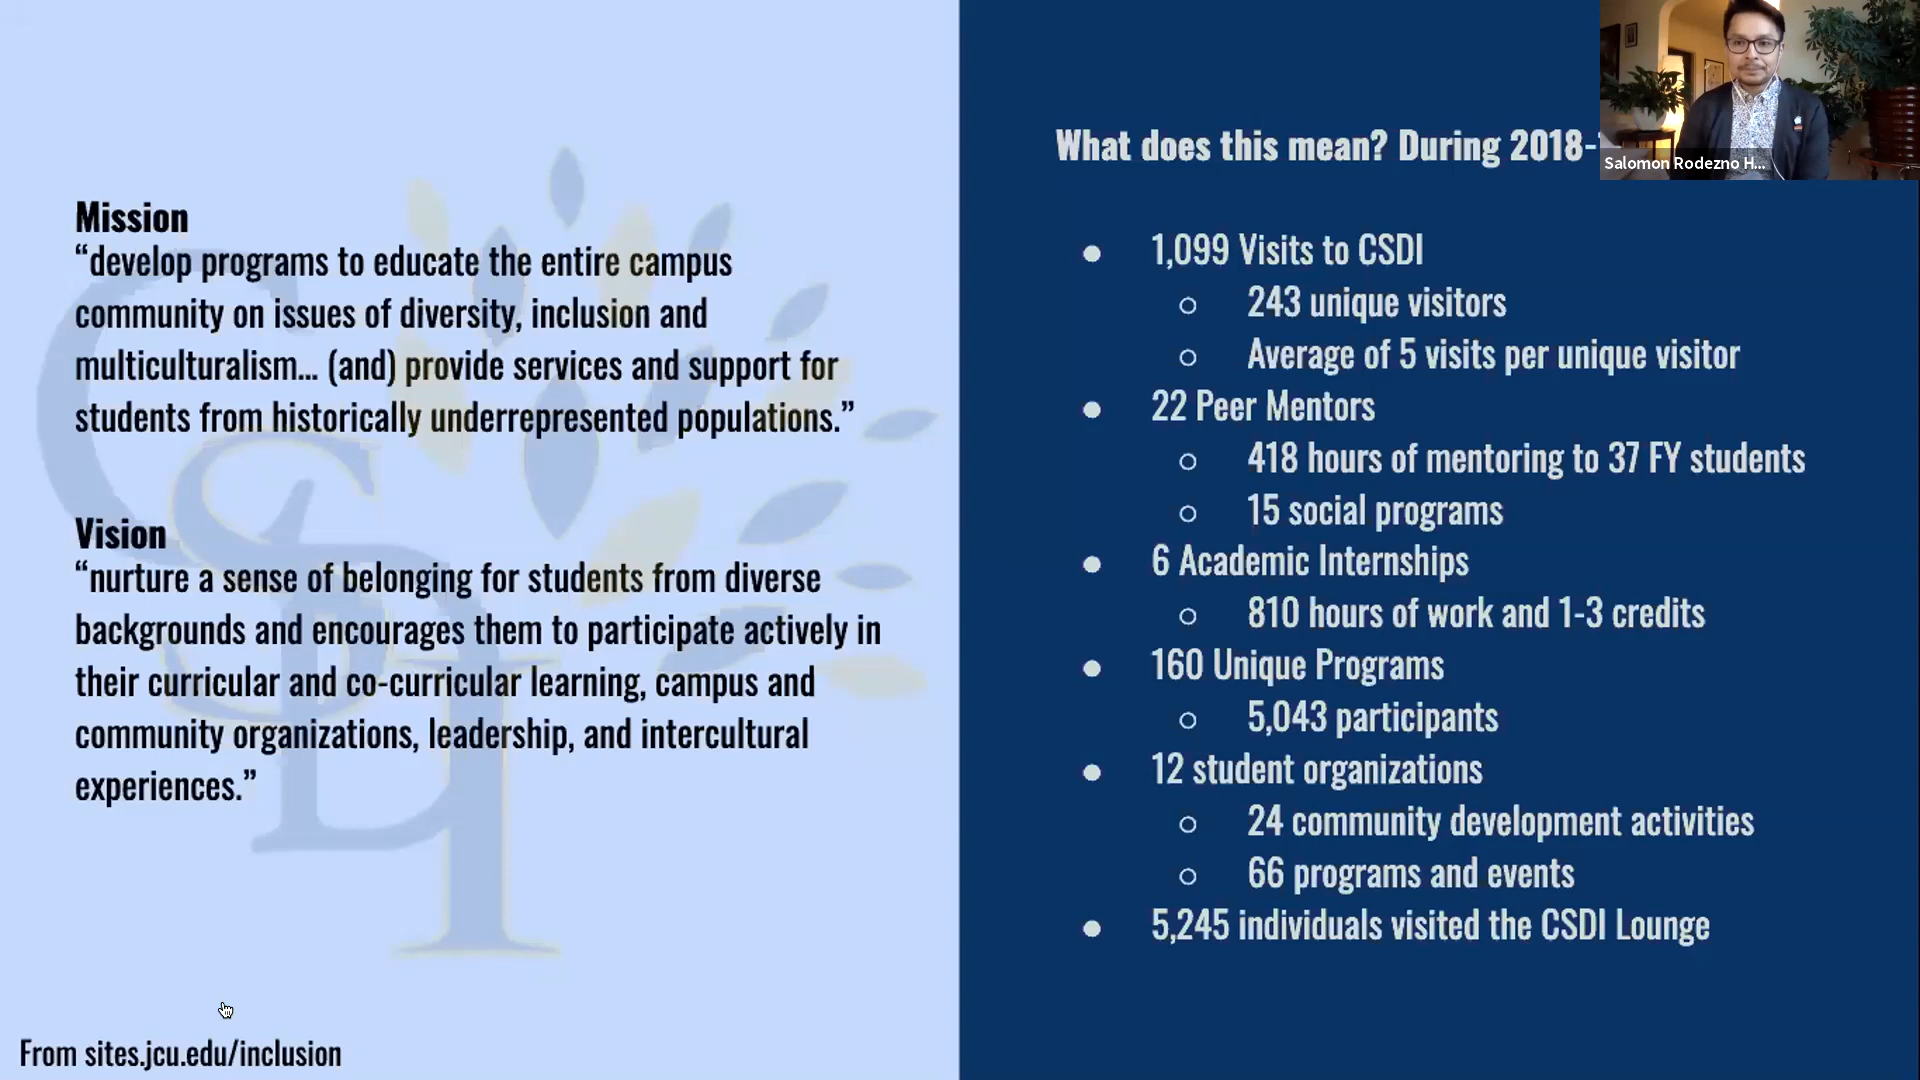 Mission
“develop programs to educate the entire campus
community on issues of diversity, inclusion and
multiculturalism... (and) provide services and support for
students from historically underrepresented populations.”
Vision
“nurture a sense of belonging for students from diverse
backgrounds and encourages them to participate actively in
their curricular and co-curricular learning, campus and
community organizations, leadership, and intercultural
experiences.”
From sites.jcu.edu/inclusion
CSDI
What does this mean? During 2018-
● 1,099 Visits to CSDI
○ 243 unique visitors
○ Average of 5 visits per unique visitor
● 22 Peer Mentors
○ 418 hours of mentoring to 37 FY students
○ 15 social programs
● 6 Academic Internships
○ 810 hours of work and 1-3 credits
● 160 Unique Programs
○ 5,043 participants
● 12 student organizations
○ 24 community development activities
○ 66 programs and events
● 5,245 individuals visited the CSDI Lounge
Salomon Rodezno H...